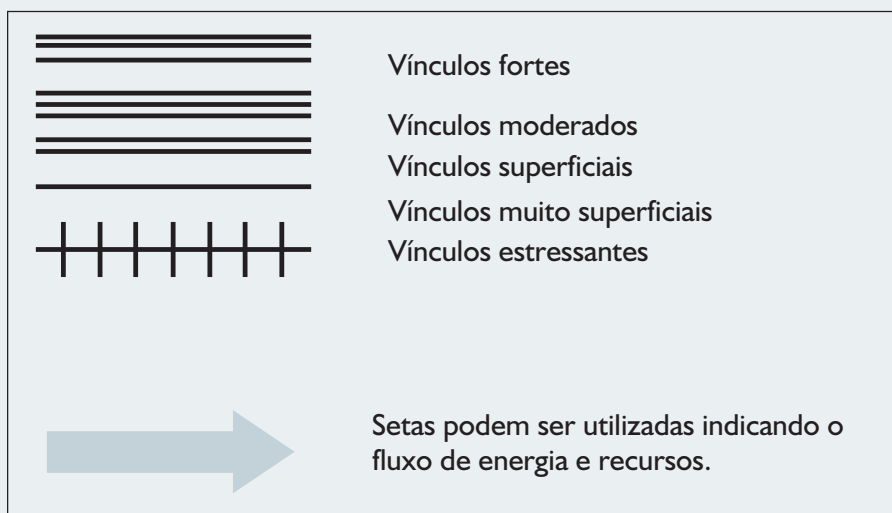 Vínculos fortes
Vínculos moderados
Vínculos superficiais
Vínculos muito superficiais
Vínculos estressantes
Setas podem ser utilizadas indicando o
fluxo de energia e recursos.